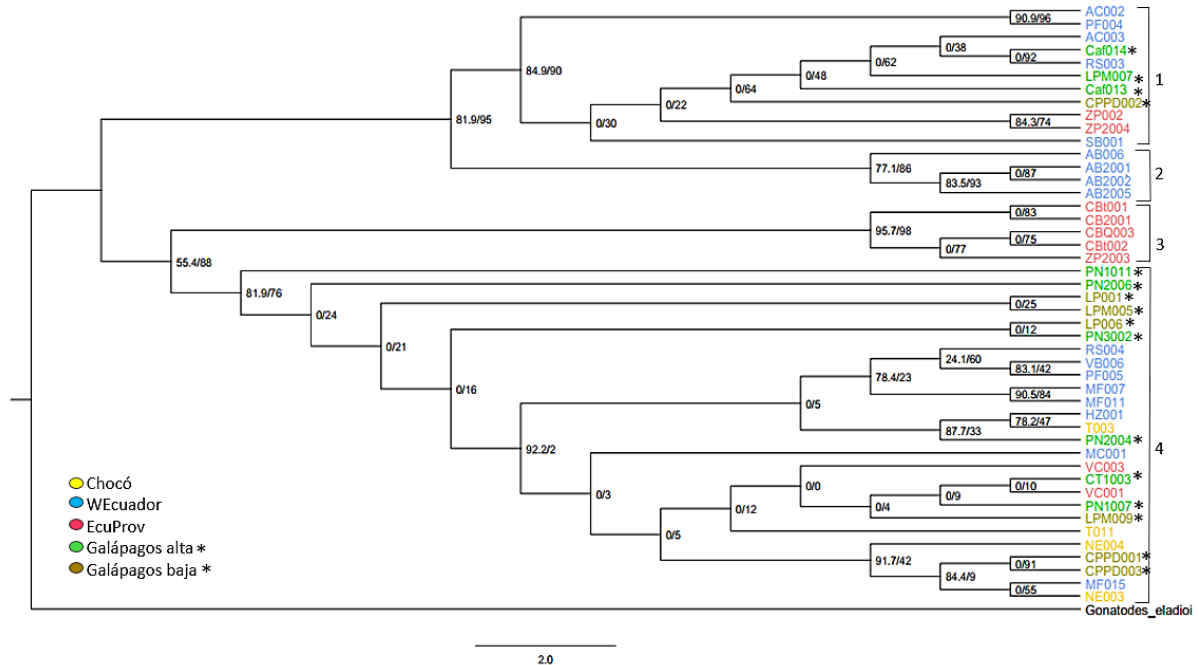 AC002
90.9/96
PF004
AC003
0/38
Caf014*
84.9/90
0/62
0/92
RS003
0/48
LPM007*
1
0/64
Caf013 *
CPPD002*
0/22
ZP002
81.9/95
0/30
84.3/74
ZP2004
SB001
AB006
77.1/86
AB2001
0/87
2
83.5/93
AB2002
AB2005
CBt001
0/83
CB2001
95.7/98
CBQ003
0/75
3
0/77
CBt002
ZP2003
55.4/88
PN1011*
81.9/76
PN2006*
0/24
LP001*
0/25
LPM005*
0/21
LP006*
0/12
PN3002*
RS004
24.1/60
VB006
83.1/42
78.4/23
PF005
0/16
MF007
90.5/84
0/5
MF011
HZ001
78.2/47
87.7/33
T003
PN2004*
4
92.2/2
MC001
VC003
0/0
CT1003*
0/10
0/3
0/9
VC001
0/12
0/4
PN1007*
LPM009*
0/5
T011
NE004
91.7/42
CPPD001*
0/91
84.4/9
CPPD003*
MF015
0/55
NE003
Gonatodes_eladioi
Chocó
WEcuador
EcuProv
Galápagos alta *
Galápagos baja *
2.0